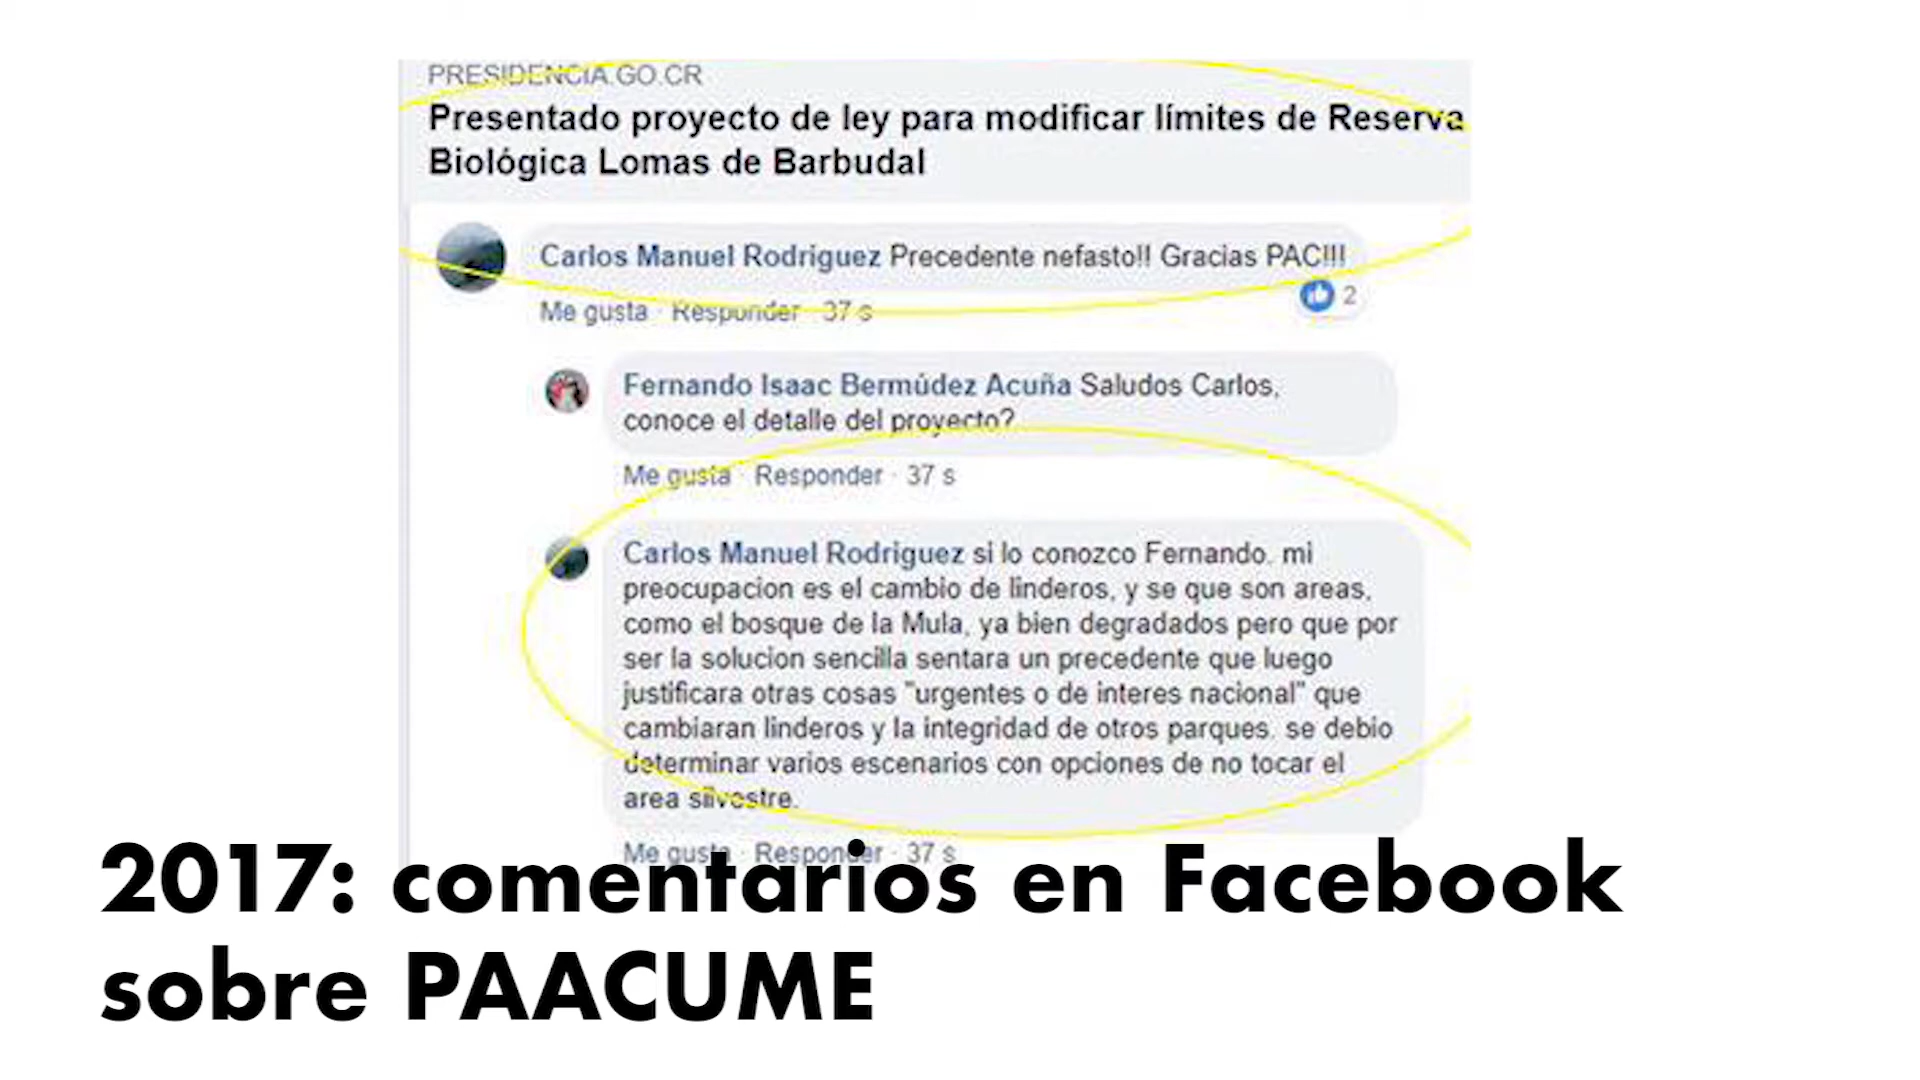 PRESIDENCIA.GO.CR
Presentado proyecto de ley para modificar límites de Reserva
Biológica Lomas de Barbudal
Carlos Manuel Rodriguez Precedente nefasto!! Gracias PAC!!!
Me gusta · Responder · 37 s
2
Fernando Isaac Bermúdez Acuña Saludos Carlos,
conoce el detalle del proyecto?
Me gusta · Responder · 37 s
Carlos Manuel Rodriguez si lo conozco Fernando. mi
preocupacion es el cambio de linderos, y se que son areas,
como el bosque de la Mula, ya bien degradados pero que por
ser la solucion sencilla sentara un precedente que luego
justificara otras cosas "urgentes o de interes nacional" que
cambiaran linderos y la integridad de otros parques. se debio
determinar varios escenarios con opciones de no tocar el
area silvestre.
Me gusta · Responder · 37 s
2017: comentarios en Facebook
sobre PAACUME